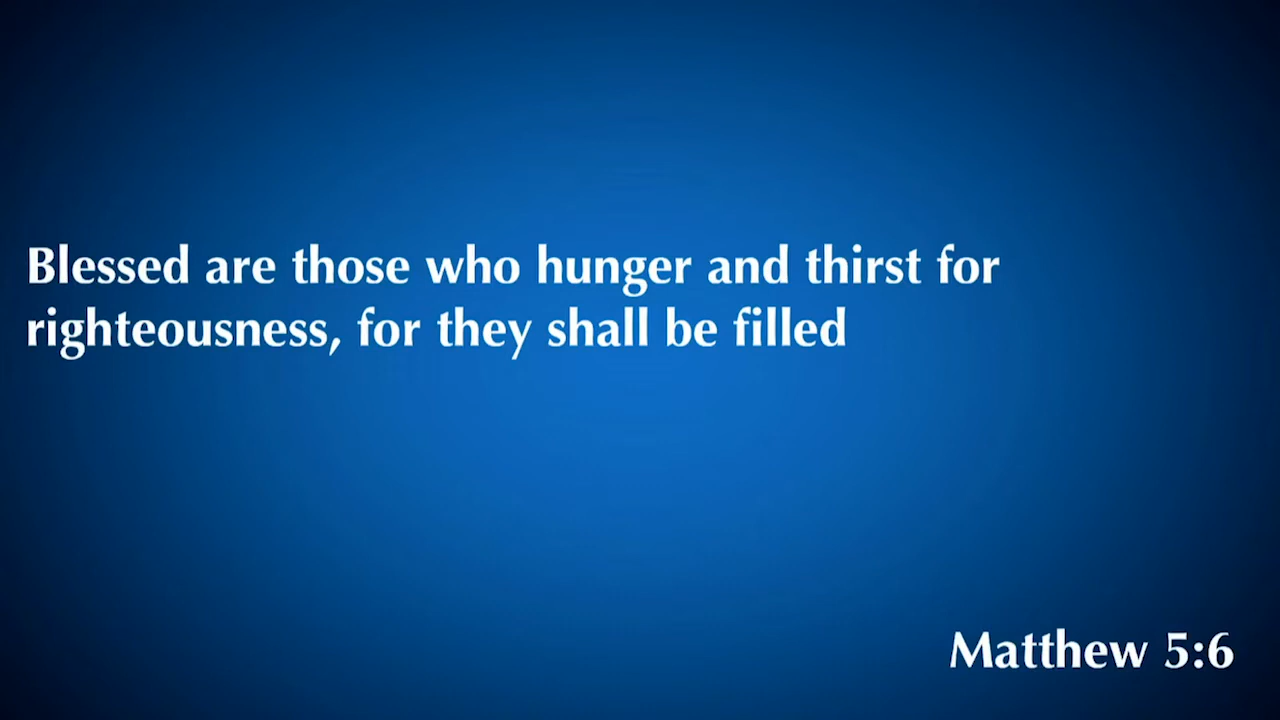 Blessed are those who hunger and thirst for
righteousness, for they shall be filled
Matthew 5:6